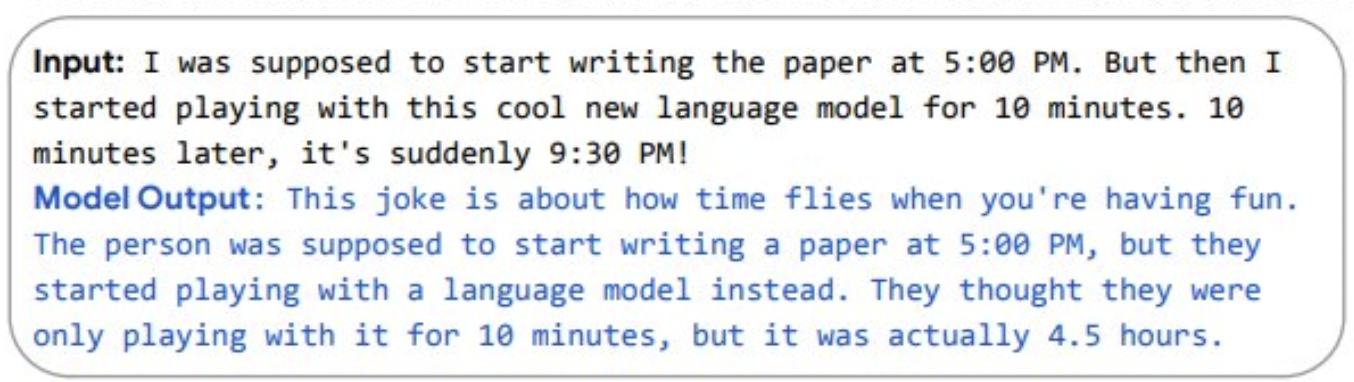 Input: I was supposed to start writing the paper at 5:00 PM. But then I
started playing with this cool new language model for 10 minutes. 10
minutes later, it's suddenly 9:30 PM!
Model Output: This joke is about how time flies when you're having fun.
The person was supposed to start writing a paper at 5:00 PM, but they
started playing with a language model instead. They thought they were
only playing with it for 10 minutes, but it was actually 4.5 hours.